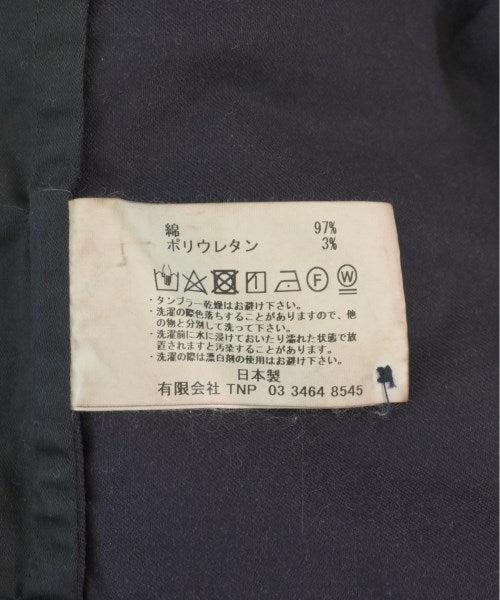 綿 97%
ポリウレタン 3%
F W
・タンブラー乾燥はお避け下さい。
・洗濯の際色落ちすることがありますので、他
の物と分別して洗って下さい。
・洗濯前に水に浸けておいたり濡れた状態で放
置されますと汚染することがあります。
・洗濯の際は漂白剤の使用はお避け下さい。
日本製
有限会社 TNP 03 3464 8545